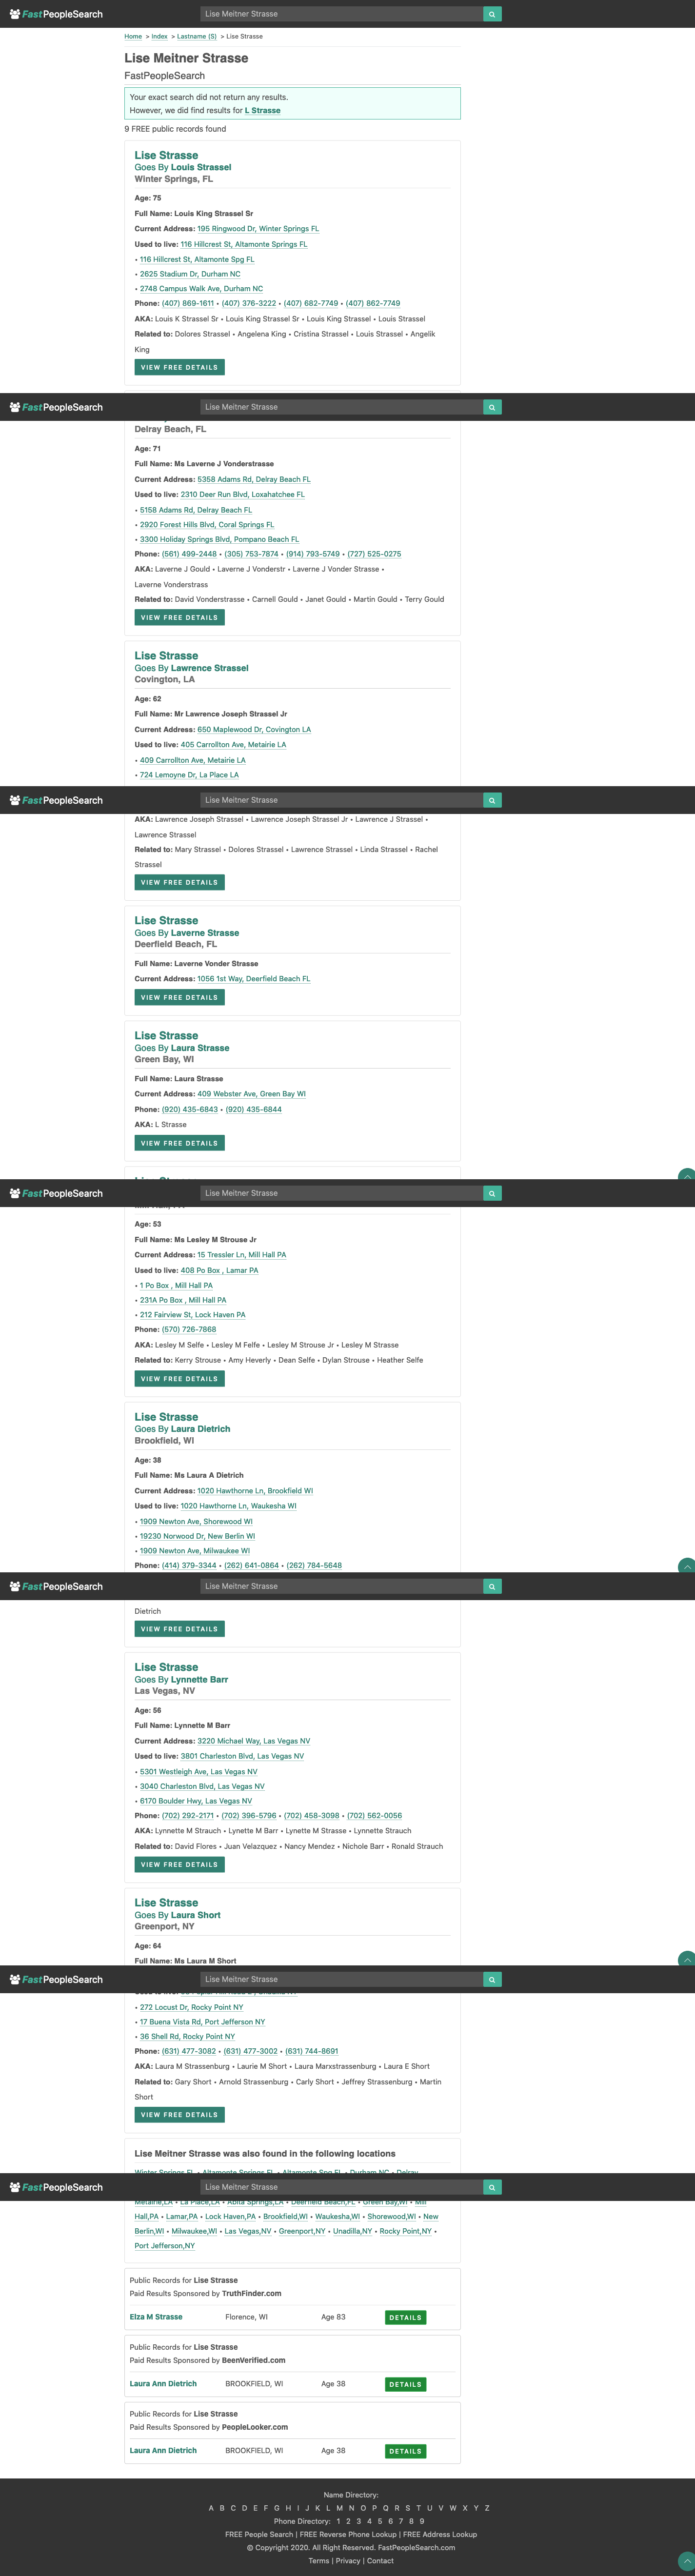 FastPeopleSearch
Lise Meitner Strasse
Home > Index > Lastname (S) > Lise Strasse
Lise Meitner Strasse
FastPeopleSearch
Your exact search did not return any results.
However, we did find results for L Strasse
9 FREE public records found
Lise Strasse
Goes By Louis Strassel
Winter Springs, FL
Age: 75
Full Name: Louis King Strassel Sr
Current Address: 195 Ringwood Dr, Winter Springs FL
Used to live: 116 Hillcrest St, Altamonte Springs FL
• 116 Hillcrest St, Altamonte Spg FL
• 2625 Stadium Dr, Durham NC
• 2748 Campus Walk Ave, Durham NC
Phone: (407) 869-1611 • (407) 376-3222 • (407) 682-7749 • (407) 862-7749
AKA: Louis K Strassel Sr • Louis King Strassel Sr • Louis King Strassel • Louis Strassel
Related to: Dolores Strassel • Angelena King • Cristina Strassel • Louis Strassel • Angelik
King
VIEW FREE DETAILS
FastPeopleSearch
Lise Meitner Strasse
Delray Beach, FL
Age: 71
Full Name: Ms Laverne J Vonderstrasse
Current Address: 5358 Adams Rd, Delray Beach FL
Used to live: 2310 Deer Run Blvd, Loxahatchee FL
• 5158 Adams Rd, Delray Beach FL
• 2920 Forest Hills Blvd, Coral Springs FL
• 3300 Holiday Springs Blvd, Pompano Beach FL
Phone: (561) 499-2448 • (305) 753-7874 • (914) 793-5749 • (727) 525-0275
AKA: Laverne J Gould • Laverne J Vonderstr • Laverne J Vonder Strasse •
Laverne Vonderstrass
Related to: David Vonderstrasse • Carnell Gould • Janet Gould • Martin Gould • Terry Gould
VIEW FREE DETAILS
Lise Strasse
Goes By Lawrence Strassel
Covington, LA
Age: 62
Full Name: Mr Lawrence Joseph Strassel Jr
Current Address: 650 Maplewood Dr, Covington LA
Used to live: 405 Carrollton Ave, Metairie LA
• 409 Carrollton Ave, Metairie LA
• 724 Lemoyne Dr, La Place LA
FastPeopleSearch
Lise Meitner Strasse
AKA: Lawrence Joseph Strassel • Lawrence Joseph Strassel Jr • Lawrence J Strassel •
Lawrence Strassel
Related to: Mary Strassel • Dolores Strassel • Lawrence Strassel • Linda Strassel • Rachel
Strassel
VIEW FREE DETAILS
Lise Strasse
Goes By Laverne Strasse
Deerfield Beach, FL
Full Name: Laverne Vonder Strasse
Current Address: 1056 1st Way, Deerfield Beach FL
VIEW FREE DETAILS
Lise Strasse
Goes By Laura Strasse
Green Bay, WI
Full Name: Laura Strasse
Current Address: 409 Webster Ave, Green Bay WI
Phone: (920) 435-6843 • (920) 435-6844
AKA: L Strasse
VIEW FREE DETAILS
FastPeopleSearch
Lise Meitner Strasse
Age: 53
Full Name: Ms Lesley M Strouse Jr
Current Address: 15 Tressler Ln, Mill Hall PA
Used to live: 408 Po Box , Lamar PA
• 1 Po Box , Mill Hall PA
• 231A Po Box , Mill Hall PA
• 212 Fairview St, Lock Haven PA
Phone: (570) 726-7868
AKA: Lesley M Selfe • Lesley M Felfe • Lesley M Strouse Jr • Lesley M Strasse
Related to: Kerry Strouse • Amy Heverly • Dean Selfe • Dylan Strouse • Heather Selfe
VIEW FREE DETAILS
Lise Strasse
Goes By Laura Dietrich
Brookfield, WI
Age: 38
Full Name: Ms Laura A Dietrich
Current Address: 1020 Hawthorne Ln, Brookfield WI
Used to live: 1020 Hawthorne Ln, Waukesha WI
• 1909 Newton Ave, Shorewood WI
• 19230 Norwood Dr, New Berlin WI
• 1909 Newton Ave, Milwaukee WI
Phone: (414) 379-3344 • (262) 641-0864 • (262) 784-5648
FastPeopleSearch
Lise Meitner Strasse
Dietrich
VIEW FREE DETAILS
Lise Strasse
Goes By Lynnette Barr
Las Vegas, NV
Age: 56
Full Name: Lynnette M Barr
Current Address: 3220 Michael Way, Las Vegas NV
Used to live: 3801 Charleston Blvd, Las Vegas NV
• 5301 Westleigh Ave, Las Vegas NV
• 3040 Charleston Blvd, Las Vegas NV
• 6170 Boulder Hwy, Las Vegas NV
Phone: (702) 292-2171 • (702) 396-5796 • (702) 458-3098 • (702) 562-0056
AKA: Lynnette M Strauch • Lynette M Barr • Lynette M Strasse • Lynnette Strauch
Related to: David Flores • Juan Velazquez • Nancy Mendez • Nichole Barr • Ronald Strauch
VIEW FREE DETAILS
Lise Strasse
Goes By Laura Short
Greenport, NY
Age: 64
Full Name: Ms Laura M Short
FastPeopleSearch
Lise Meitner Strasse
• 272 Locust Dr, Rocky Point NY
• 17 Buena Vista Rd, Port Jefferson NY
• 36 Shell Rd, Rocky Point NY
Phone: (631) 477-3082 • (631) 477-3002 • (631) 744-8691
AKA: Laura M Strassenburg • Laurie M Short • Laura Marxstrassenburg • Laura E Short
Related to: Gary Short • Arnold Strassenburg • Carly Short • Jeffrey Strassenburg • Martin
Short
VIEW FREE DETAILS
Lise Meitner Strasse was also found in the following locations
Winter Springs,FL • Altamonte Springs,FL • Altamonte Spg,FL • Durham,NC • Delray
FastPeopleSearch
Lise Meitner Strasse
Metairie,LA • La Place,LA • Abita Springs,LA • Deerfield Beach,FL • Green Bay,WI • Mill
Hall,PA • Lamar,PA • Lock Haven,PA • Brookfield,WI • Waukesha,WI • Shorewood,WI • New
Berlin,WI • Milwaukee,WI • Las Vegas,NV • Greenport,NY • Unadilla,NY • Rocky Point,NY •
Port Jefferson,NY
Public Records for Lise Strasse
Paid Results Sponsored by TruthFinder.com
Elza M Strasse Florence, WI Age 83 DETAILS
Public Records for Lise Strasse
Paid Results Sponsored by BeenVerified.com
Laura Ann Dietrich BROOKFIELD, WI Age 38 DETAILS
Public Records for Lise Strasse
Paid Results Sponsored by PeopleLooker.com
Laura Ann Dietrich BROOKFIELD, WI Age 38 DETAILS
Name Directory:
A B C D E F G H I J K L M N O P Q R S T U V W X Y Z
Phone Directory: 1 2 3 4 5 6 7 8 9
FREE People Search | FREE Reverse Phone Lookup | FREE Address Lookup
© Copyright 2020. All Right Reserved. FastPeopleSearch.com
Terms | Privacy | Contact